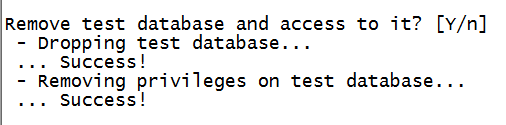 Remove test database and access to it? [Y/n]
 - Dropping test database...
 ... Success!
 - Removing privileges on test database...
 ... Success!